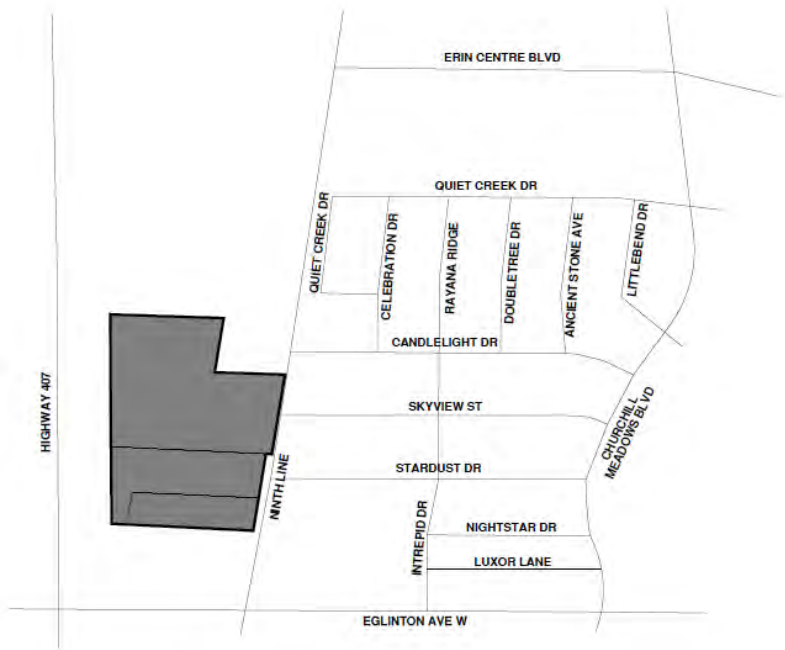 ERIN CENTRE BLVD
QUIET CREEK DR
QUIET CREEK DR
CELEBRATION DR
RAYANA RIDGE
DOUBLETREE DR
ANCIENT STONE AVE
LITTLEBEND DR
CANDLELIGHT DR
HIGHWAY 407
SKYVIEW ST
CHURCHILL
MEADOWS BLVD
STARDUST DR
NINTH LINE
INTREPID DR
NIGHTSTAR DR
LUXOR LANE
EGLINTON AVE W